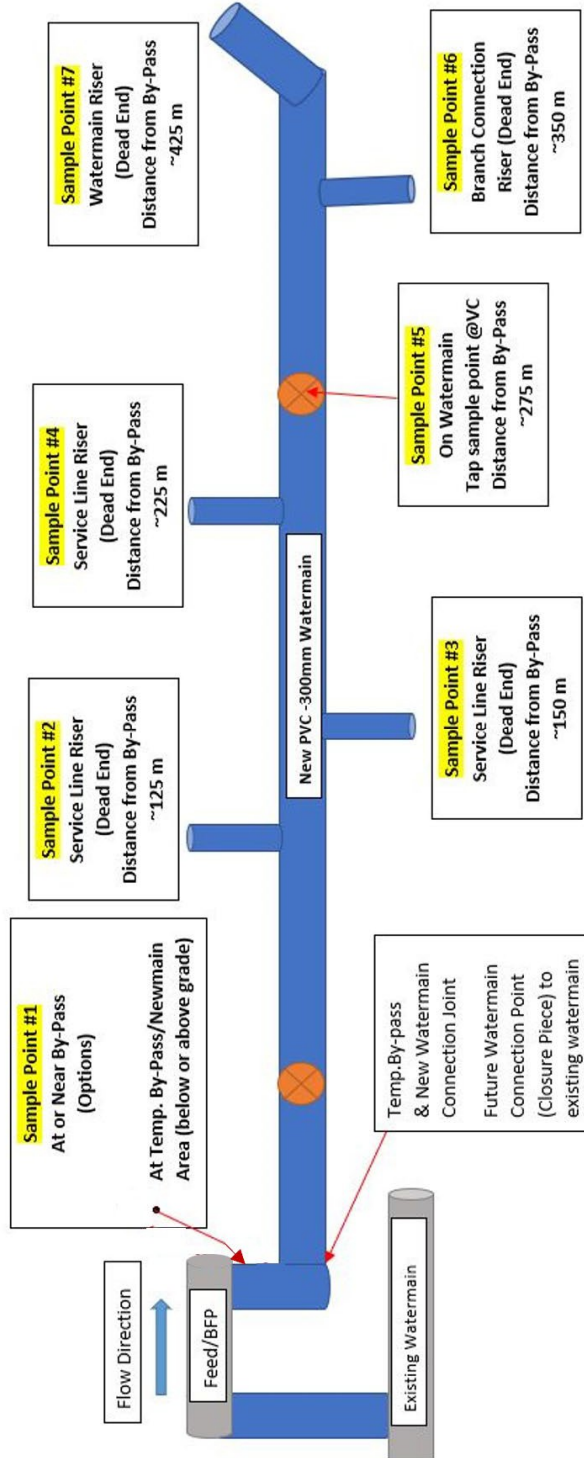 Flow Direction
Feed/BFP
Existing Watermain
Sample Point #1
At or Near By-Pass
(Options)
At Temp. By-Pass/Newmain
Area (below or above grade)
Temp.By-pass
& New Watermain
Connection Joint
Future Watermain
Connection Point
(Closure Piece) to
existing watermain
Sample Point #2
Service Line Riser
(Dead End)
Distance from By-Pass
~125 m
New PVC -300mm Watermain
Sample Point #3
Service Line Riser
(Dead End)
Distance from By-Pass
~150 m
Sample Point #4
Service Line Riser
(Dead End)
Distance from By-Pass
~225 m
Sample Point #5
On Watermain
Tap sample point @VC
Distance from By-Pass
~275 m
Sample Point #7
Watermain Riser
(Dead End)
Distance from By-Pass
~425 m
Sample Point #6
Branch Connection
Riser (Dead End)
Distance from By-Pass
~350 m